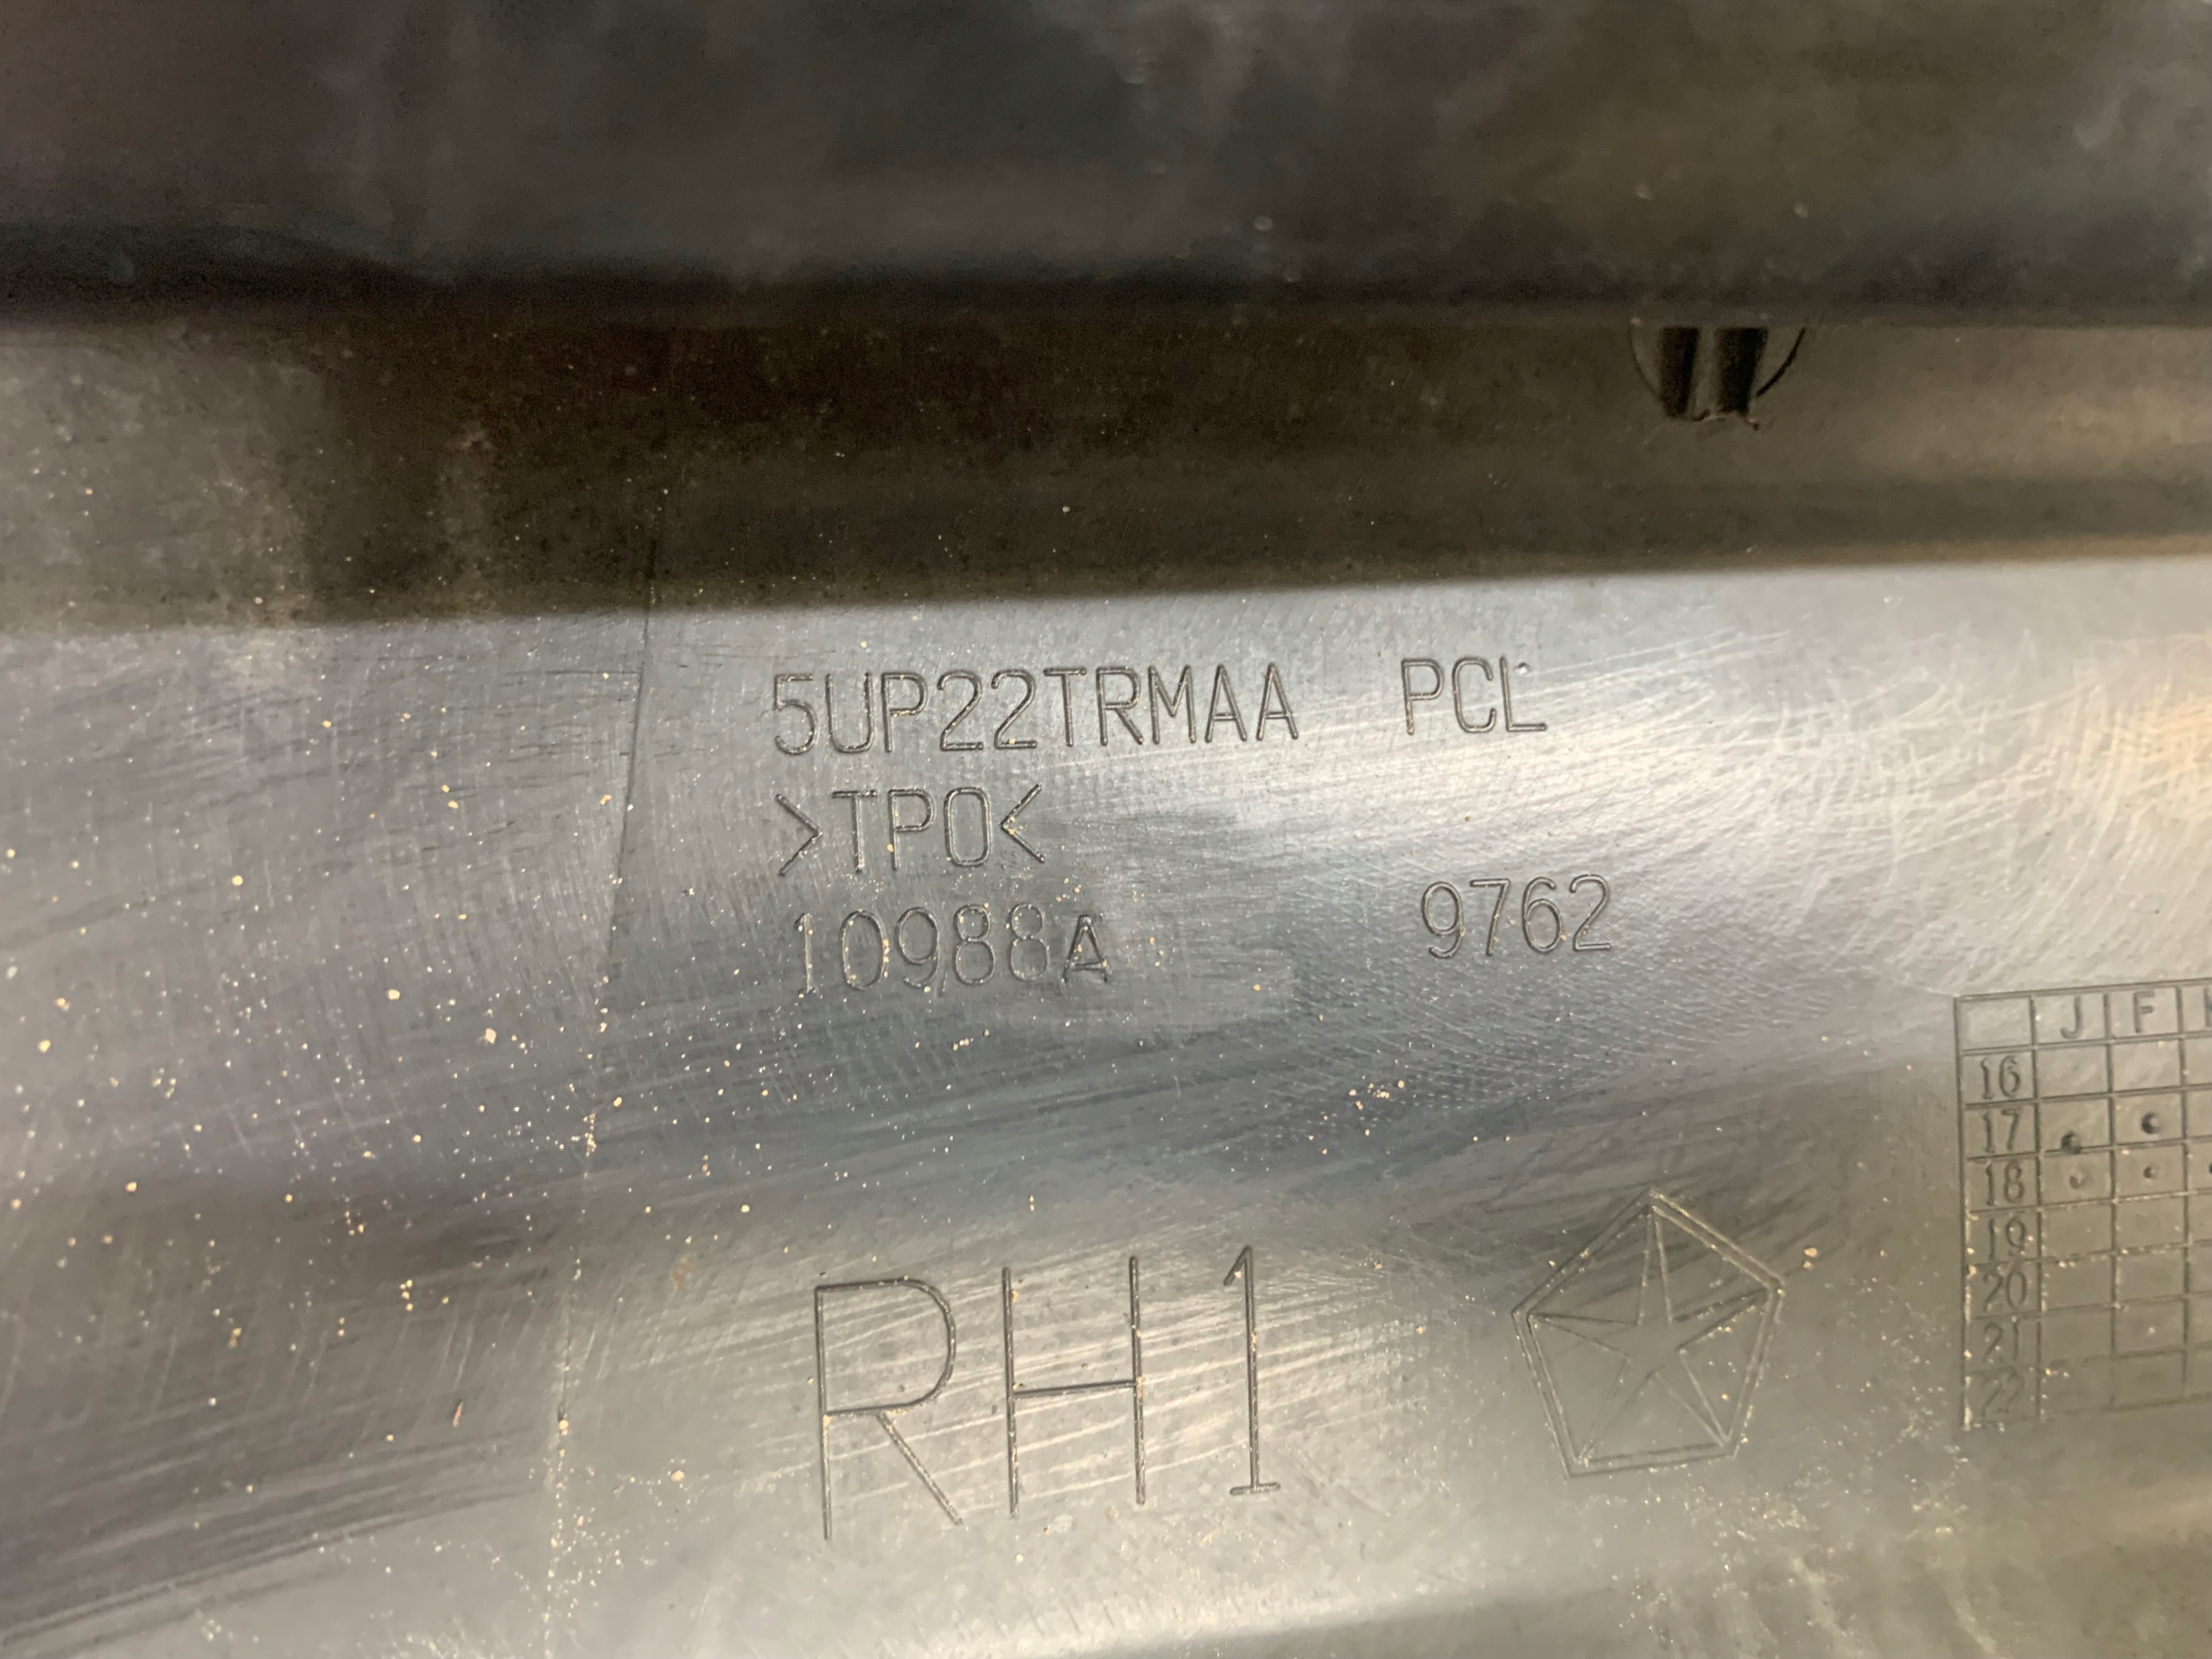 5UP22TRMAA PCL
>TPO<
10988A 9762
J F
16
17
18
19
20
21
22
RH1